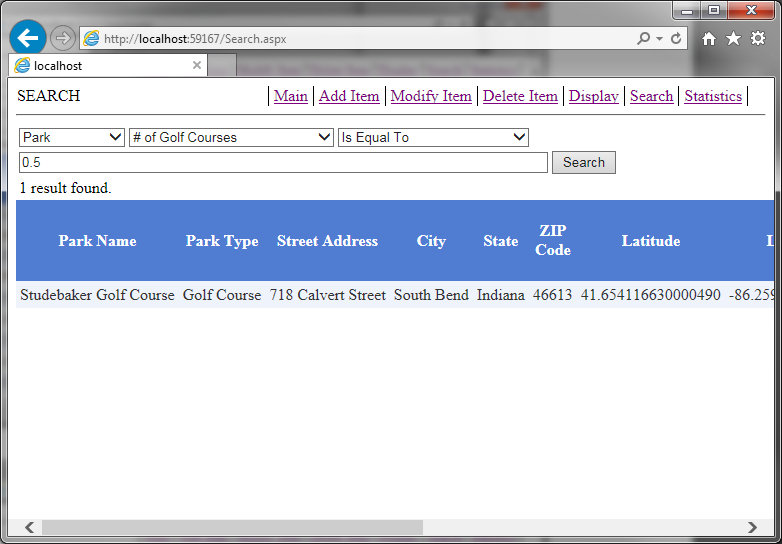 http://localhost:59167/Search.aspx
localhost
SEARCH | Main | Add Item | Modify Item | Delete Item | Display | Search | Statistics |
Park # of Golf Courses Is Equal To
0.5 Search
1 result found.
Park Name Park Type Street Address City State ZIP Code Latitude L
Studebaker Golf Course Golf Course 718 Calvert Street South Bend Indiana 46613 41.654116630000490 -86.259